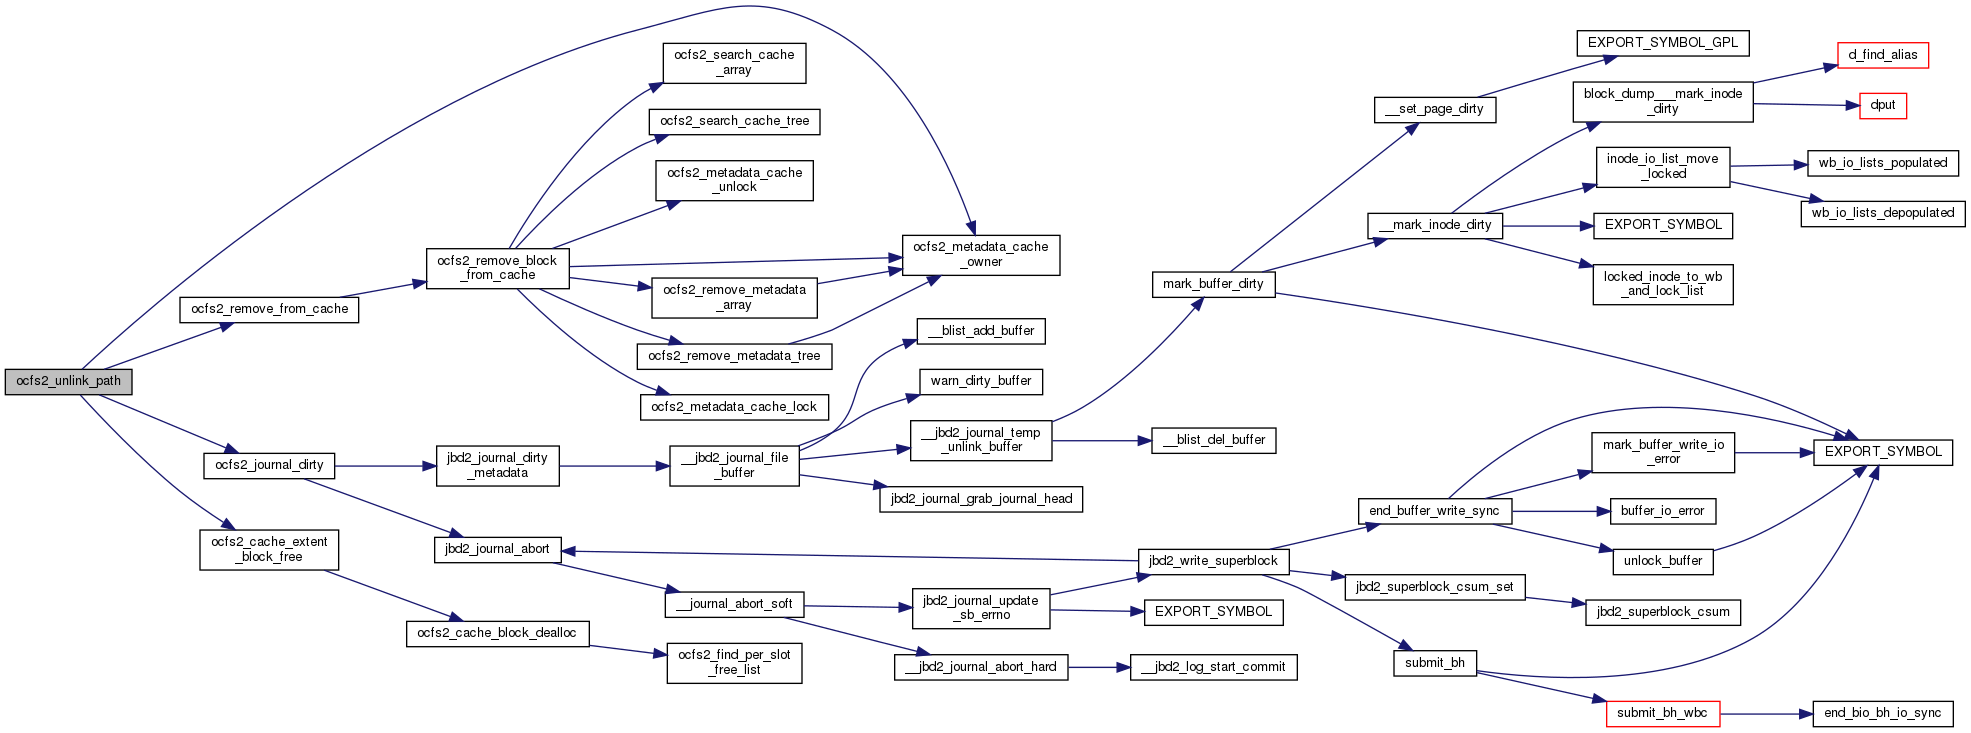 ocfs2_unlink_path
ocfs2_remove_from_cache
ocfs2_journal_dirty
ocfs2_cache_extent
_block_free
ocfs2_remove_block
_from_cache
jbd2_journal_dirty
_metadata
jbd2_journal_abort
ocfs2_cache_block_dealloc
ocfs2_search_cache
_array
ocfs2_search_cache_tree
ocfs2_metadata_cache
_unlock
ocfs2_remove_metadata
_array
ocfs2_remove_metadata_tree
ocfs2_metadata_cache_lock
__jbd2_journal_file
_buffer
__journal_abort_soft
ocfs2_find_per_slot
_free_list
ocfs2_metadata_cache
_owner
__blist_add_buffer
warn_dirty_buffer
__jbd2_journal_temp
_unlink_buffer
jbd2_journal_grab_journal_head
jbd2_journal_update
_sb_errno
__jbd2_journal_abort_hard
mark_buffer_dirty
__blist_del_buffer
jbd2_write_superblock
EXPORT_SYMBOL
__jbd2_log_start_commit
__set_page_dirty
__mark_inode_dirty
end_buffer_write_sync
jbd2_superblock_csum_set
submit_bh
EXPORT_SYMBOL_GPL
block_dump___mark_inode
_dirty
inode_io_list_move
_locked
EXPORT_SYMBOL
locked_inode_to_wb
_and_lock_list
mark_buffer_write_io
_error
buffer_io_error
unlock_buffer
jbd2_superblock_csum
submit_bh_wbc
d_find_alias
dput
wb_io_lists_populated
wb_io_lists_depopulated
EXPORT_SYMBOL
end_bio_bh_io_sync